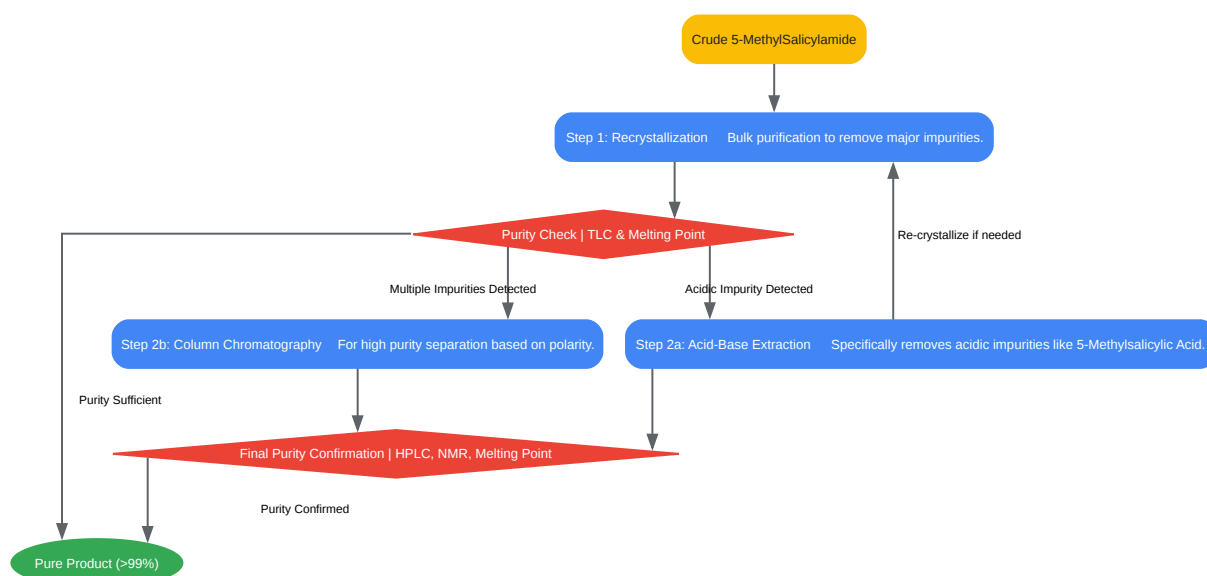 Crude 5-MethylSalicylamide
Step 1: Recrystallization Bulk purification to remove major impurities.
Purity Check | TLC & Melting Point
Re-crystallize if needed
Multiple Impurities Detected
Acidic Impurity Detected
Step 2b: Column Chromatography For high purity separation based on polarity.
Step 2a: Acid-Base Extraction Specifically removes acidic impurities like 5-Methylsalicylic Acid.
Purity Sufficient
Final Purity Confirmation | HPLC, NMR, Melting Point
Purity Confirmed
Pure Product (>99%)